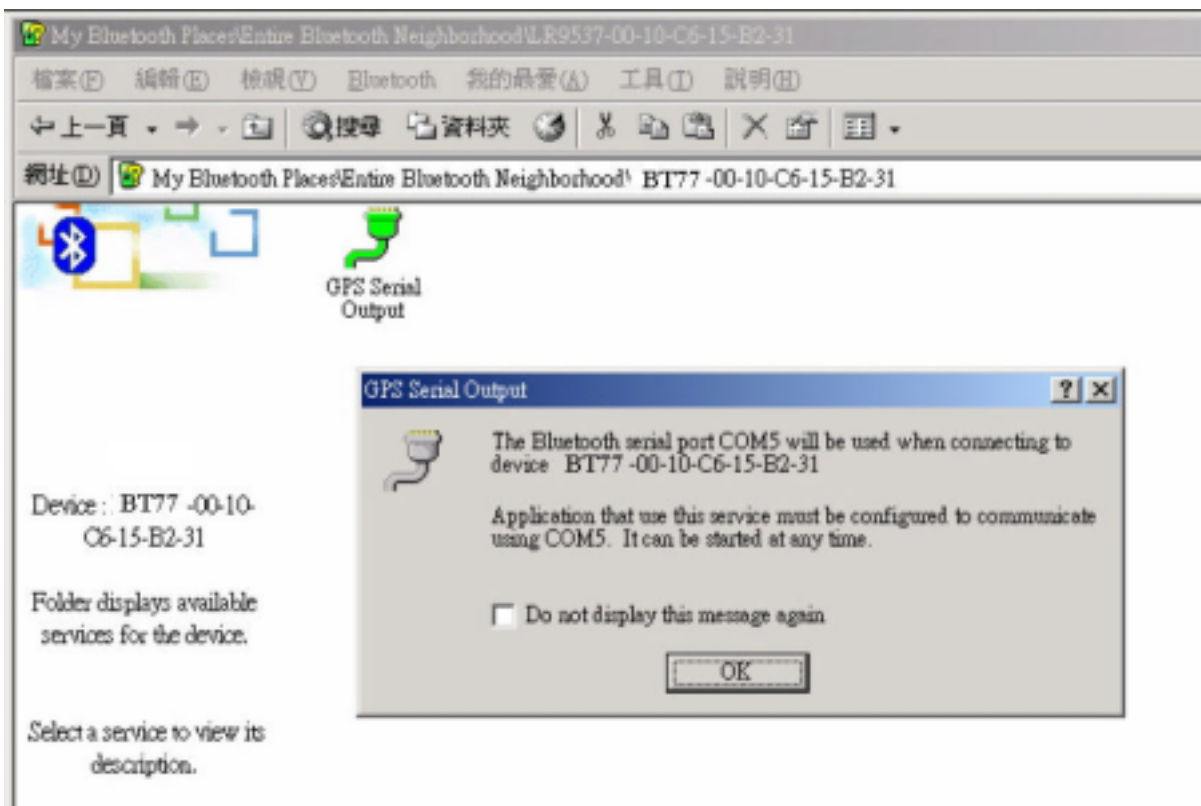 My Bluetooth Places\Entire Bluetooth Neighborhood\LR9537-00-10-C6-15-B2-31
檔案(F) 編輯(E) 檢視(V) Bluetooth 我的最愛(A) 工具(T) 說明(H)
上一頁 搜尋 資料夾
網址(D) My Bluetooth Places\Entire Bluetooth Neighborhood\ BT77 -00-10-C6-15-B2-31
GPS Serial
Output
GPS Serial Output
The Bluetooth serial port COM5 will be used when connecting to
device BT77 -00-10-C6-15-B2-31
Application that use this service must be configured to communicate
using COM5. It can be started at any time.
Do not display this message again
OK
Device : BT77 -00-10-
C6-15-B2-31
Folder displays available
services for the device.
Select a service to view its
description.